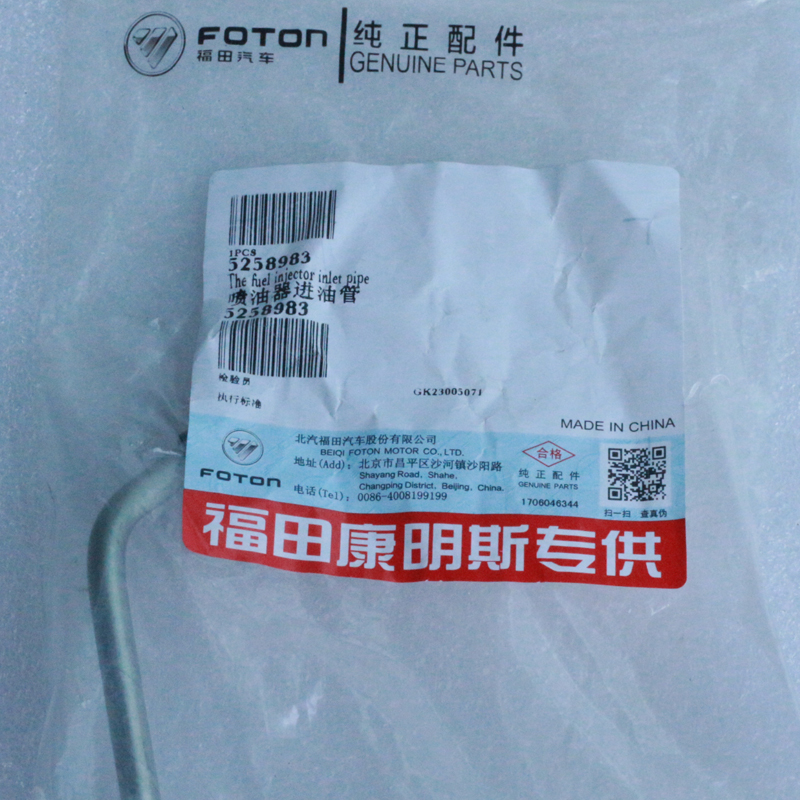 FOTON
福田汽车
纯正配件
GENUINE PARTS
1PCS
5258983
The fuel injector inlet pipe
喷油器进油管
5258983
检验员
执行标准
GK23005071
MADE IN CHINA
FOTON
北汽福田汽车股份有限公司
BEIQI FOTON MOTOR CO., LTD.
地址(Add): 北京市昌平区沙河镇沙阳路
Shayang Road, Shahe,
Changping District, Beijing, China.
电话(Tel): 0086-4008199199
合格
纯正配件
GENUINE PARTS
1706046344
扫一扫 查真伪
福田康明斯专供